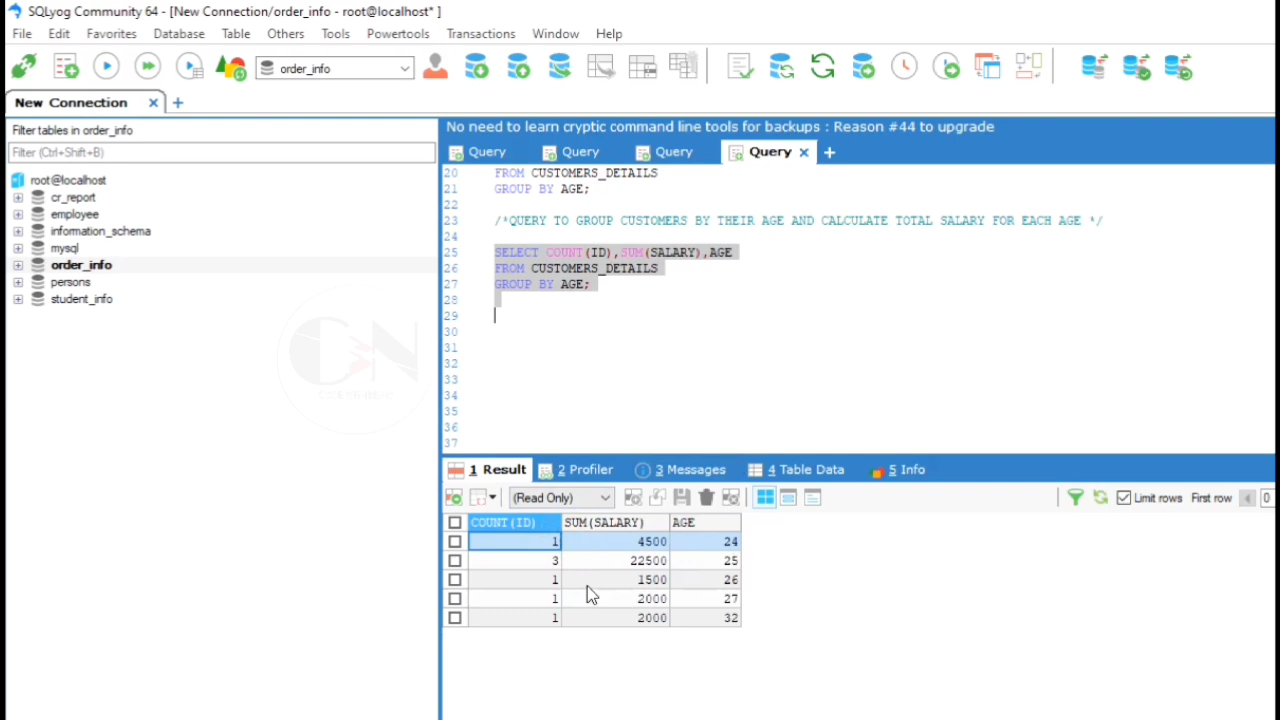 SQLyog Community 64 - [New Connection/order_info - root@localhost* ]
File Edit Favorites Database Table Others Tools Powertools Transactions Window Help
order_info
New Connection × +
Filter tables in order_info
Filter (Ctrl+Shift+B)
root@localhost
cr_report
employee
information_schema
mysql
order_info
persons
student_info
No need to learn cryptic command line tools for backups : Reason #44 to upgrade
Query Query Query Query × +
20 FROM CUSTOMERS_DETAILS
21 GROUP BY AGE;
22
23 /*QUERY TO GROUP CUSTOMERS BY THEIR AGE AND CALCULATE TOTAL SALARY FOR EACH AGE */
24
25 SELECT COUNT(ID),SUM(SALARY),AGE
26 FROM CUSTOMERS_DETAILS
27 GROUP BY AGE;
28
29
30
31
32
33
34
35
36
37
1 Result 2 Profiler 3 Messages 4 Table Data 5 Info
(Read Only) Limit rows First row 0
COUNT(ID) SUM(SALARY) AGE
1 4500 24
3 22500 25
1 1500 26
1 2000 27
1 2000 32